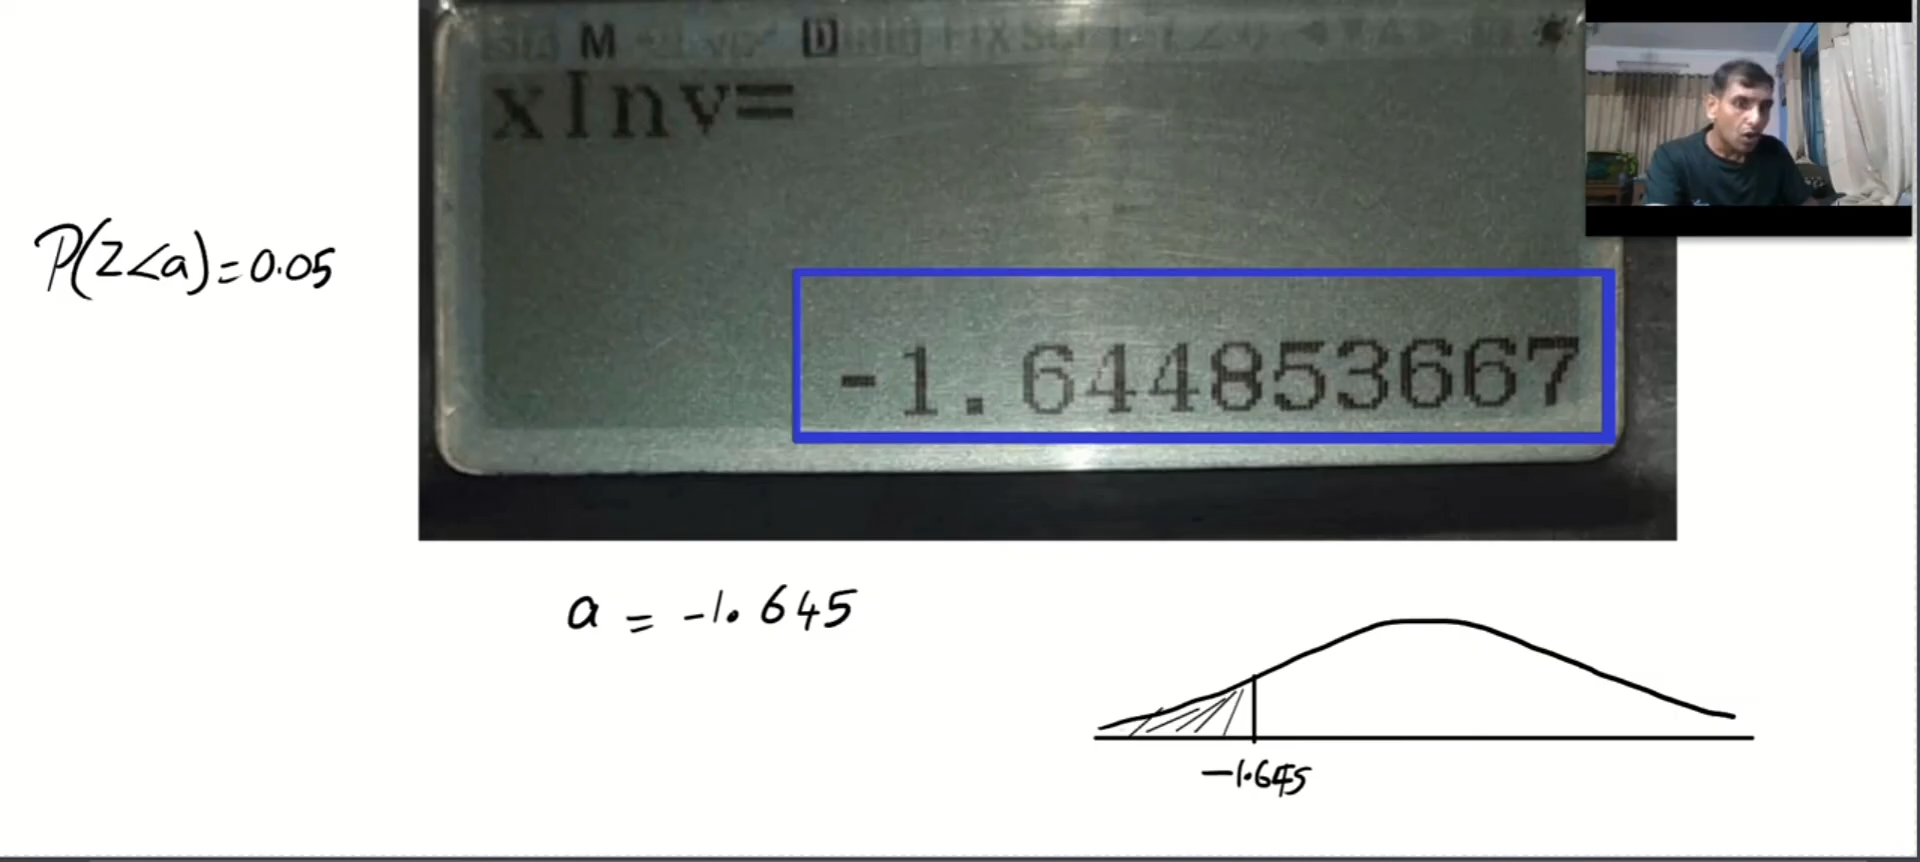 M D
xInv=
P(Z<a)=0.05
-1.644853667
a = -1.645
-1.645